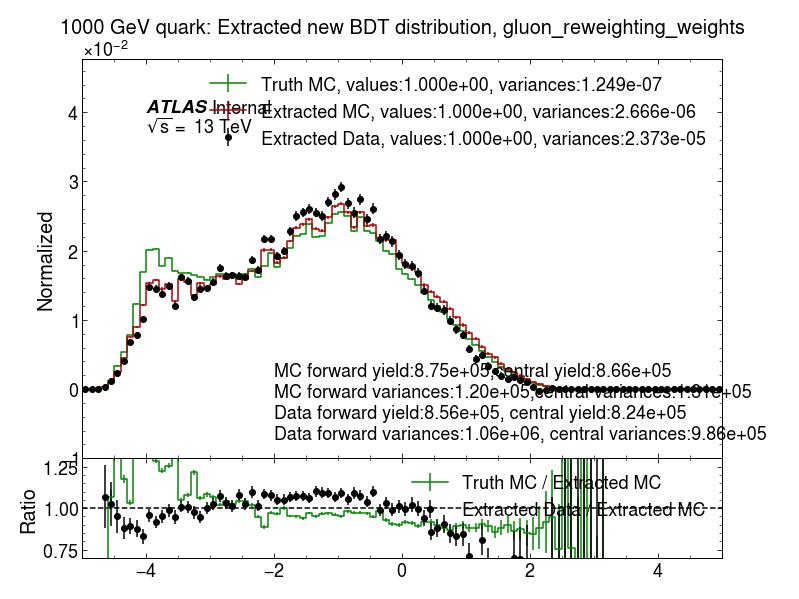 1000 GeV quark: Extracted new BDT distribution, gluon_reweighting_weights
×10⁻²
Truth MC, values:1.000e+00, variances:1.249e-07
ATLAS Internal
Extracted MC, values:1.000e+00, variances:2.666e-06
√s = 13 TeV
Extracted Data, values:1.000e+00, variances:2.373e-05
4
3
2
1
0
Normalized
MC forward yield:8.75e+05, central yield:8.66e+05
MC forward variances:1.20e+05,central variances:1.e+05
Data forward yield:8.56e+05, central yield:8.24e+05
Data forward variances:1.06e+06, central variances:9.86e+05
1
1.25
1.00
0.75
Ratio
Truth MC / Extracted MC
Extracted Data / Extracted MC
−4 −2 0 2 4